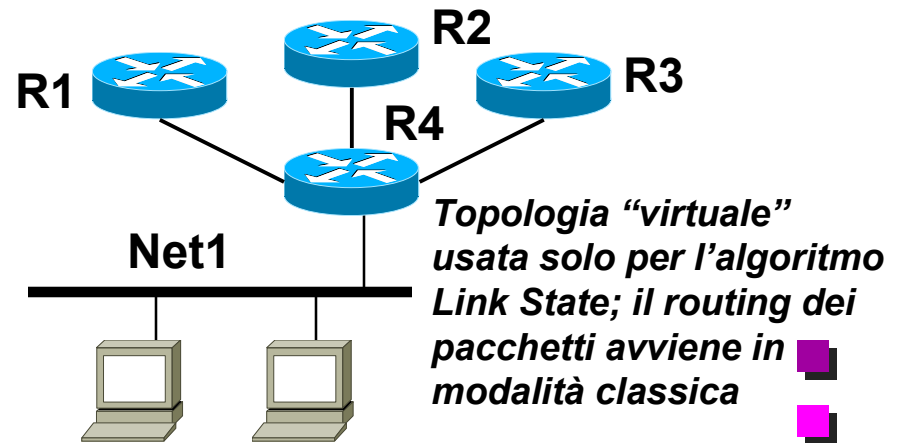 R2
R1
R3
R4
Net1
Topologia “virtuale”
usata solo per l’algoritmo
Link State; il routing dei
pacchetti avviene in
modalità classica